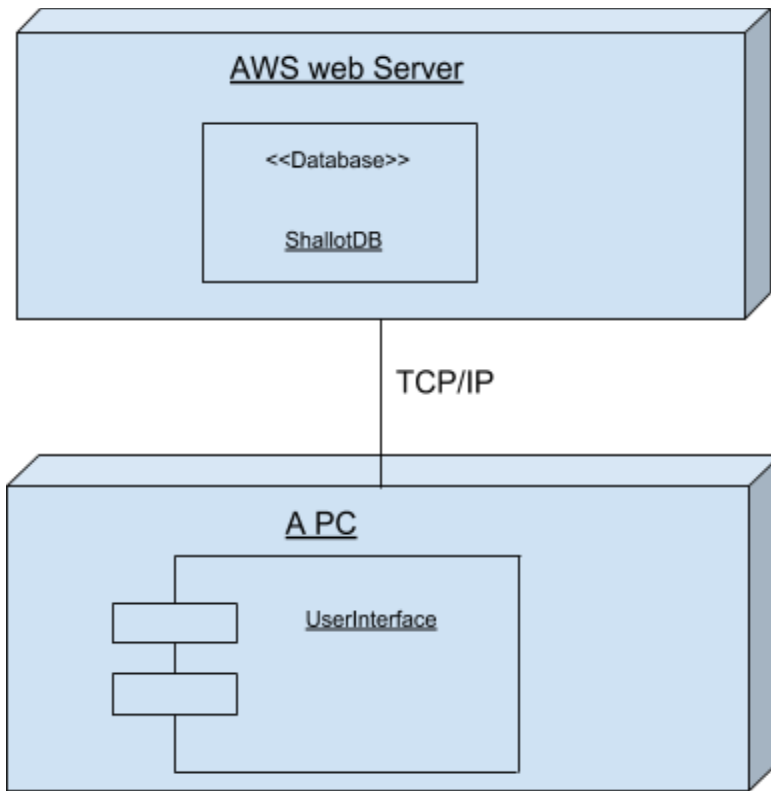 AWS web Server
<<Database>>
ShallotDB
TCP/IP
A PC
UserInterface